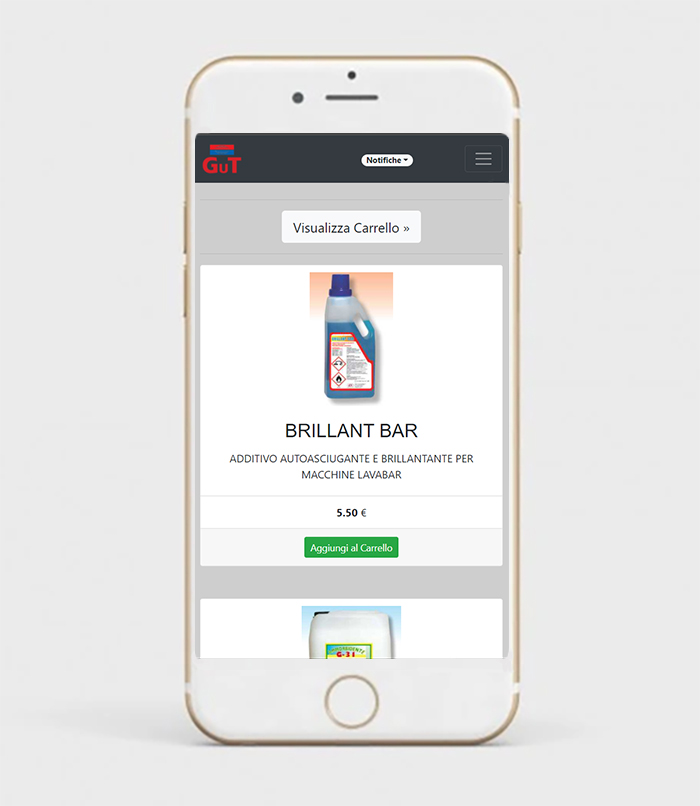 GUT
Notifiche
Visualizza Carrello »
BRILLANT BAR
ADDITIVO AUTOASCIUGANTE E BRILLANTANTE PER
MACCHINE LAVABAR
5.50 €
Aggiungi al Carrello
G-31